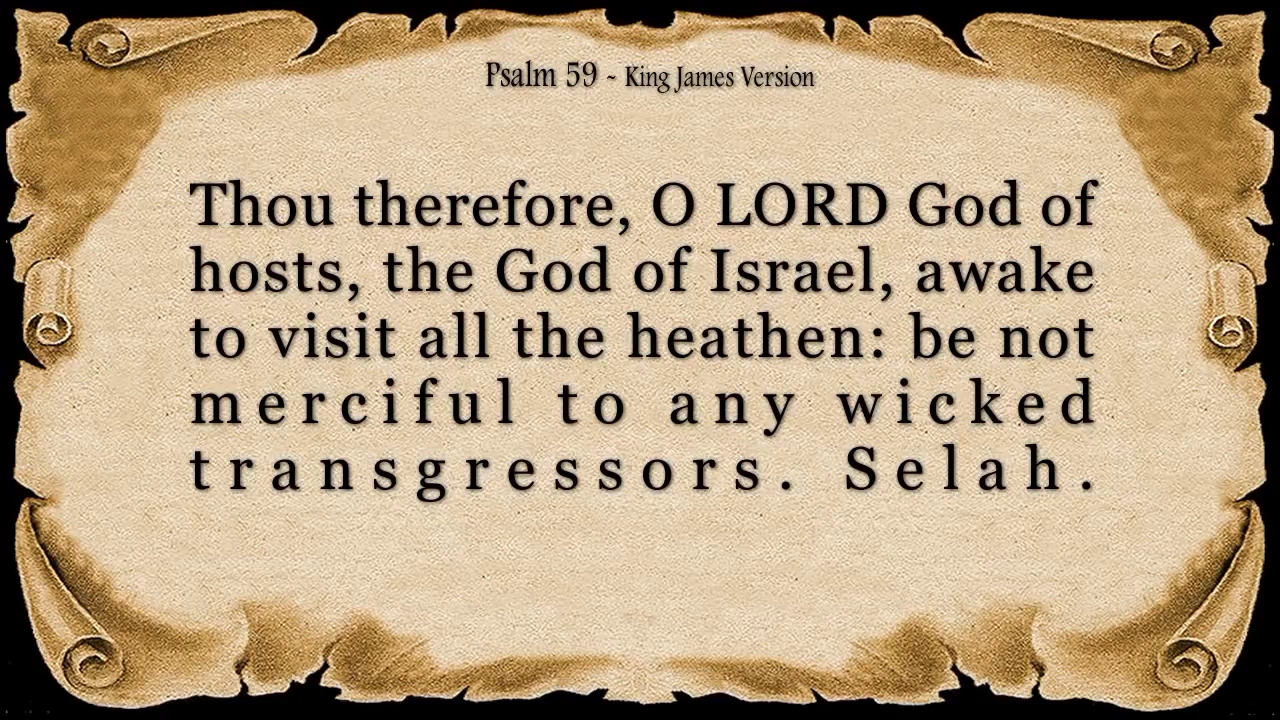 Psalm 59 - King James Version
Thou therefore, O LORD God of
hosts, the God of Israel, awake
to visit all the heathen: be not
merciful to any wicked
transgressors. Selah.